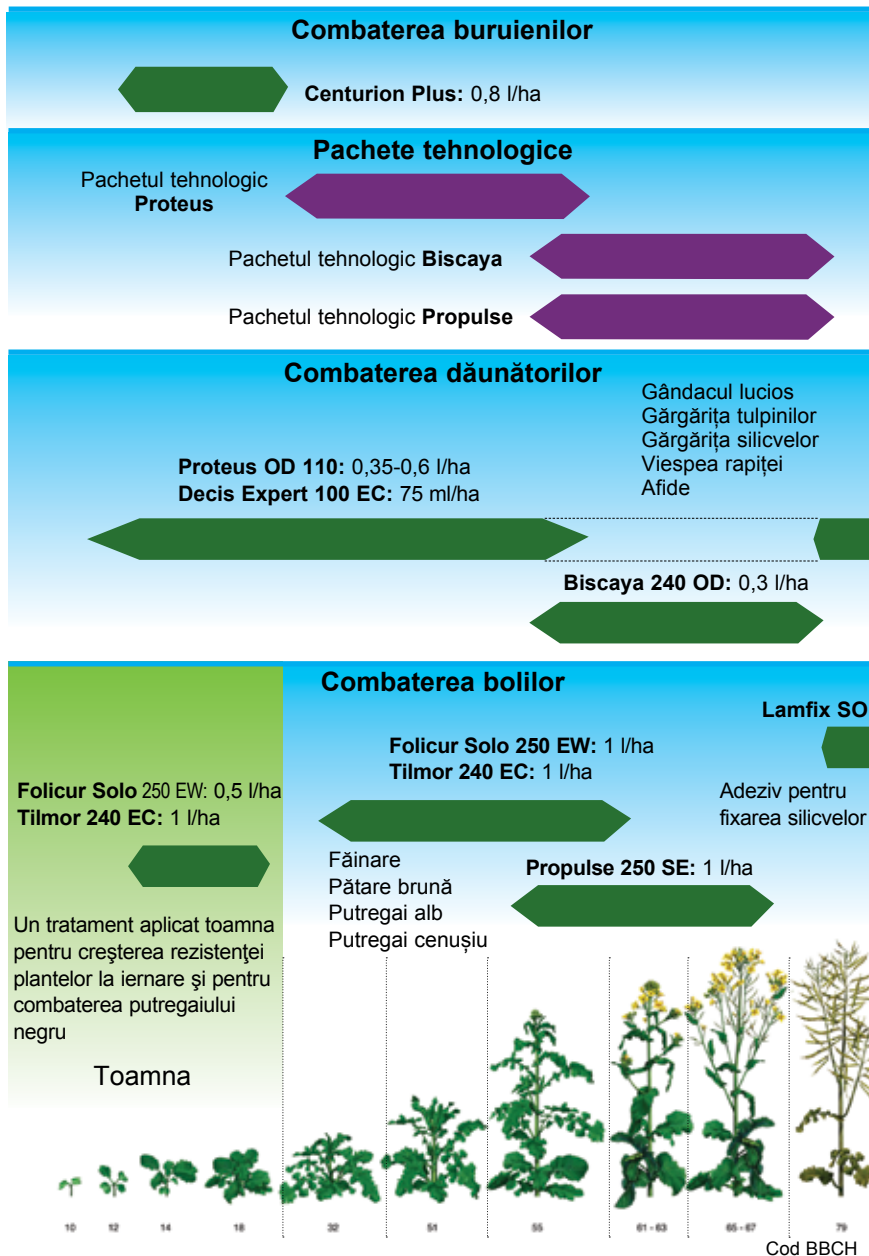 Combaterea buruienilor
Centurion Plus: 0,8 l/ha
Pachete tehnologice
Pachetul tehnologic
Proteus
Pachetul tehnologic Biscaya
Pachetul tehnologic Propulse
Combaterea dăunătorilor
Gândacul lucios
Gărgărița tulpinilor
Gărgărița silicvelor
Viespea rapiței
Afide
Proteus OD 110: 0,35-0,6 l/ha
Decis Expert 100 EC: 75 ml/ha
Biscaya 240 OD: 0,3 l/ha
Combaterea bolilor
Lamfix SO
Folicur Solo 250 EW: 1 l/ha
Tilmor 240 EC: 1 l/ha
Adeziv pentru
fixarea silicvelor
Folicur Solo 250 EW: 0,5 l/ha
Tilmor 240 EC: 1 l/ha
Făinare
Pătare brună
Putregai alb
Putregai cenușiu
Propulse 250 SE: 1 l/ha
Un tratament aplicat toamna
pentru creşterea rezistenţei
plantelor la iernare şi pentru
combaterea putregaiului
negru
Toamna
10 12 14 18 32 51 55 61 - 63 65 - 67 79
Cod BBCH